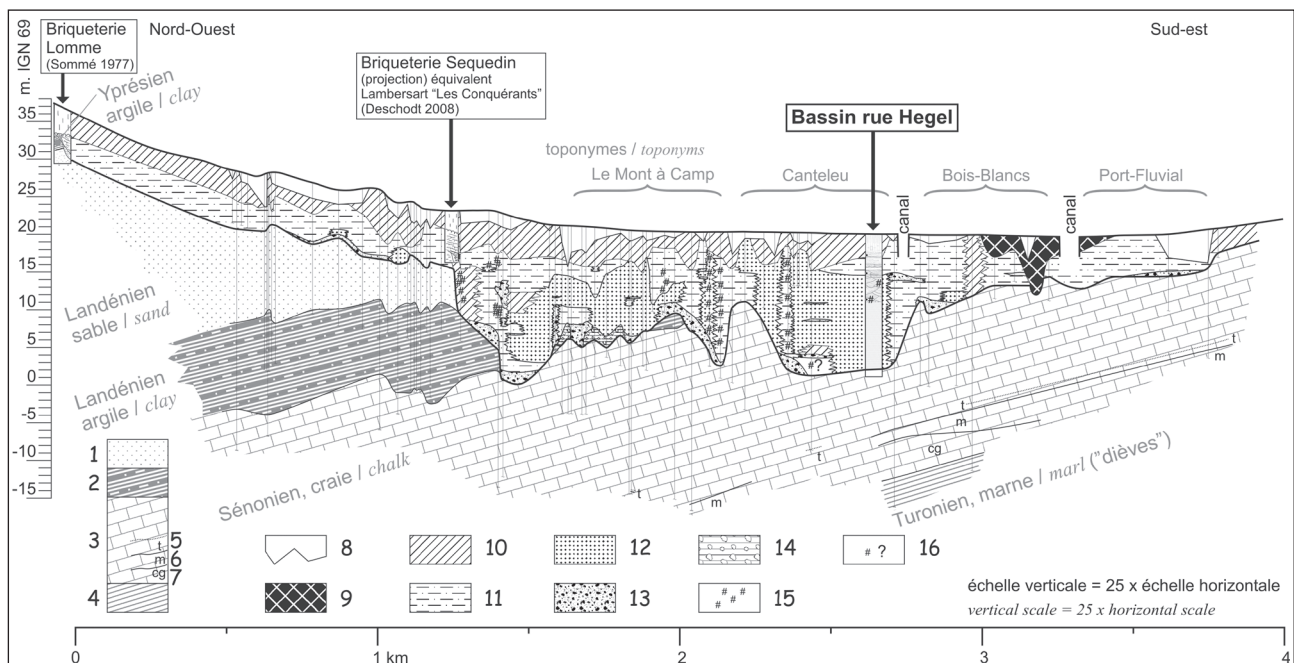 m. IGN 69
Briqueterie
Lomme
(Sommé 1977)
Nord-Ouest
Sud-est
Yprésien
argile / clay
Briqueterie Sequedin
(projection) équivalent
Lambersart "Les Conquérants"
(Deschodt 2008)
Bassin rue Hegel
toponymes / toponyms
Le Mont à Camp
Canteleu
Bois-Blancs
Port-Fluvial
canal
canal
35
30
25
20
15
10
5
0
-5
-10
-15
Landénien
sable / sand
Landénien
argile / clay
Sénonien, craie / chalk
Turonien, marne / marl ("dièves")
# ?
t
m
t
m
cg
t
t
m
1
2
3
4
t
m
cg
5
6
7
8
10
12
14
# ?
16
9
11
13
# # # #
15
échelle verticale = 25 x échelle horizontale
vertical scale = 25 x horizontal scale
0
1 km
2
3
4